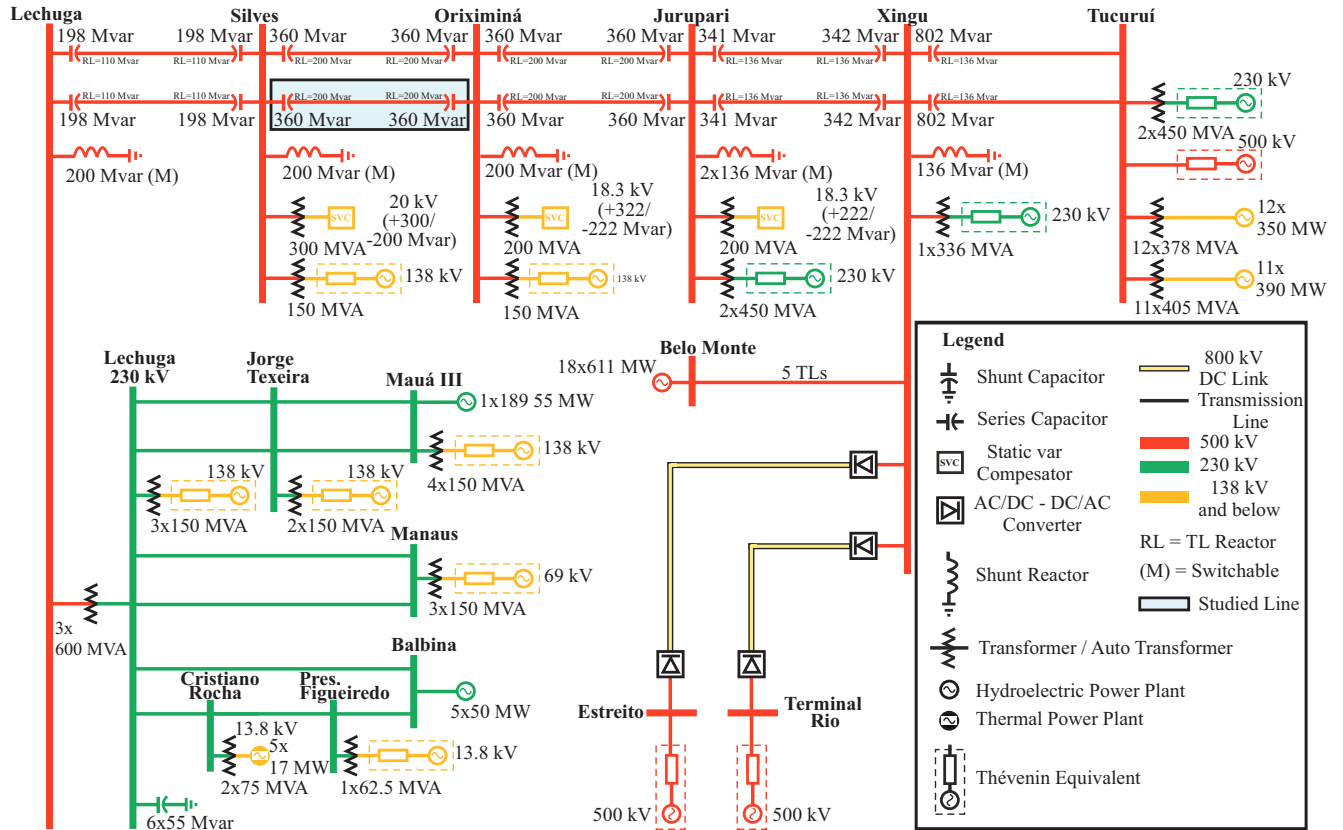 Lechuga
Silves
Oriximiná
Jurupari
Xingu
Tucuruí
198 Mvar
198 Mvar
360 Mvar
360 Mvar
360 Mvar
360 Mvar
341 Mvar
342 Mvar
802 Mvar
RL=110 Mvar
RL=110 Mvar
RL=200 Mvar
RL=200 Mvar
RL=200 Mvar
RL=200 Mvar
RL=136 Mvar
RL=136 Mvar
RL=136 Mvar
RL=110 Mvar
RL=110 Mvar
RL=200 Mvar
RL=200 Mvar
RL=200 Mvar
RL=200 Mvar
RL=136 Mvar
RL=136 Mvar
RL=136 Mvar
198 Mvar
198 Mvar
360 Mvar
360 Mvar
360 Mvar
360 Mvar
341 Mvar
342 Mvar
802 Mvar
200 Mvar (M)
200 Mvar (M)
SVC
20 kV
(+300/
-200 Mvar)
300 MVA
138 kV
150 MVA
200 Mvar (M)
SVC
18.3 kV
(+322/
-222 Mvar)
200 MVA
138 kV
150 MVA
2x136 Mvar (M)
SVC
18.3 kV
(+222/
-222 Mvar)
200 MVA
230 kV
2x450 MVA
136 Mvar (M)
230 kV
1x336 MVA
230 kV
2x450 MVA
500 kV
12x
350 MW
12x378 MVA
11x
390 MW
11x405 MVA
Lechuga
230 kV
Jorge
Texeira
Mauá III
1x189 55 MW
138 kV
4x150 MVA
138 kV
3x150 MVA
138 kV
2x150 MVA
Manaus
69 kV
3x150 MVA
3x
600 MVA
Balbina
5x50 MW
Cristiano
Rocha
13.8 kV
5x
17 MW
2x75 MVA
Pres.
Figueiredo
13.8 kV
1x62.5 MVA
6x55 Mvar
Belo Monte
18x611 MW
5 TLs
Estreito
500 kV
Terminal
Rio
500 kV
Legend
Shunt Capacitor
Series Capacitor
SVC
Static var
Compesator
AC/DC - DC/AC
Converter
Shunt Reactor
Transformer / Auto Transformer
Hydroelectric Power Plant
Thermal Power Plant
Thévenin Equivalent
800 kV
DC Link
Transmission
Line
500 kV
230 kV
138 kV
and below
RL = TL Reactor
(M) = Switchable
Studied Line